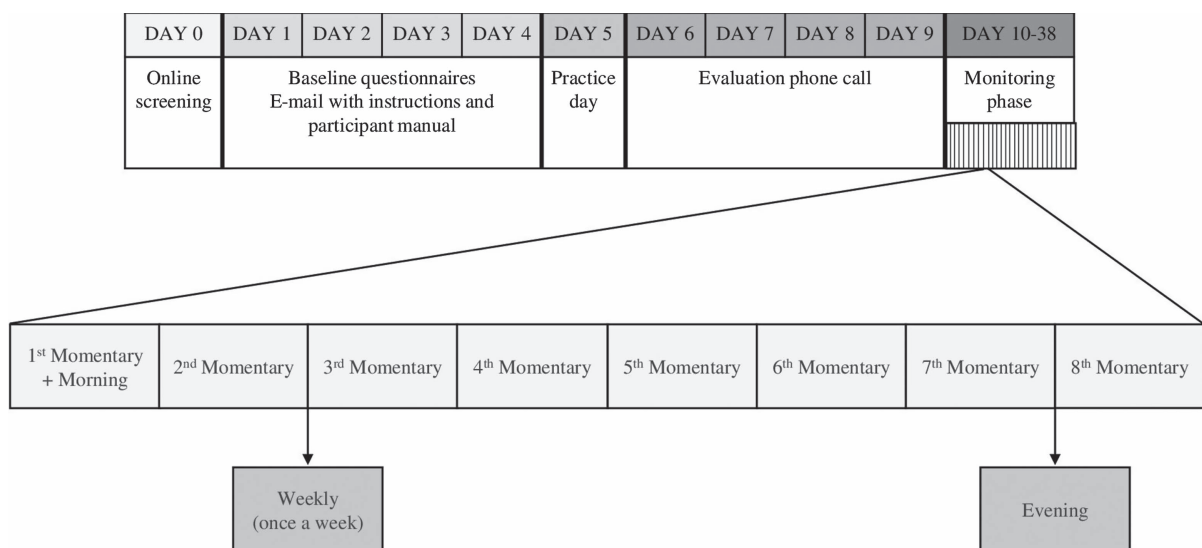 DAY 0 DAY 1 DAY 2 DAY 3 DAY 4 DAY 5 DAY 6 DAY 7 DAY 8 DAY 9 DAY 10-38
Online
screening
Baseline questionnaires
E-mail with instructions and
participant manual
Practice
day
Evaluation phone call
Monitoring
phase
1st Momentary
+ Morning
2nd Momentary
3rd Momentary
4th Momentary
5th Momentary
6th Momentary
7th Momentary
8th Momentary
Weekly
(once a week)
Evening